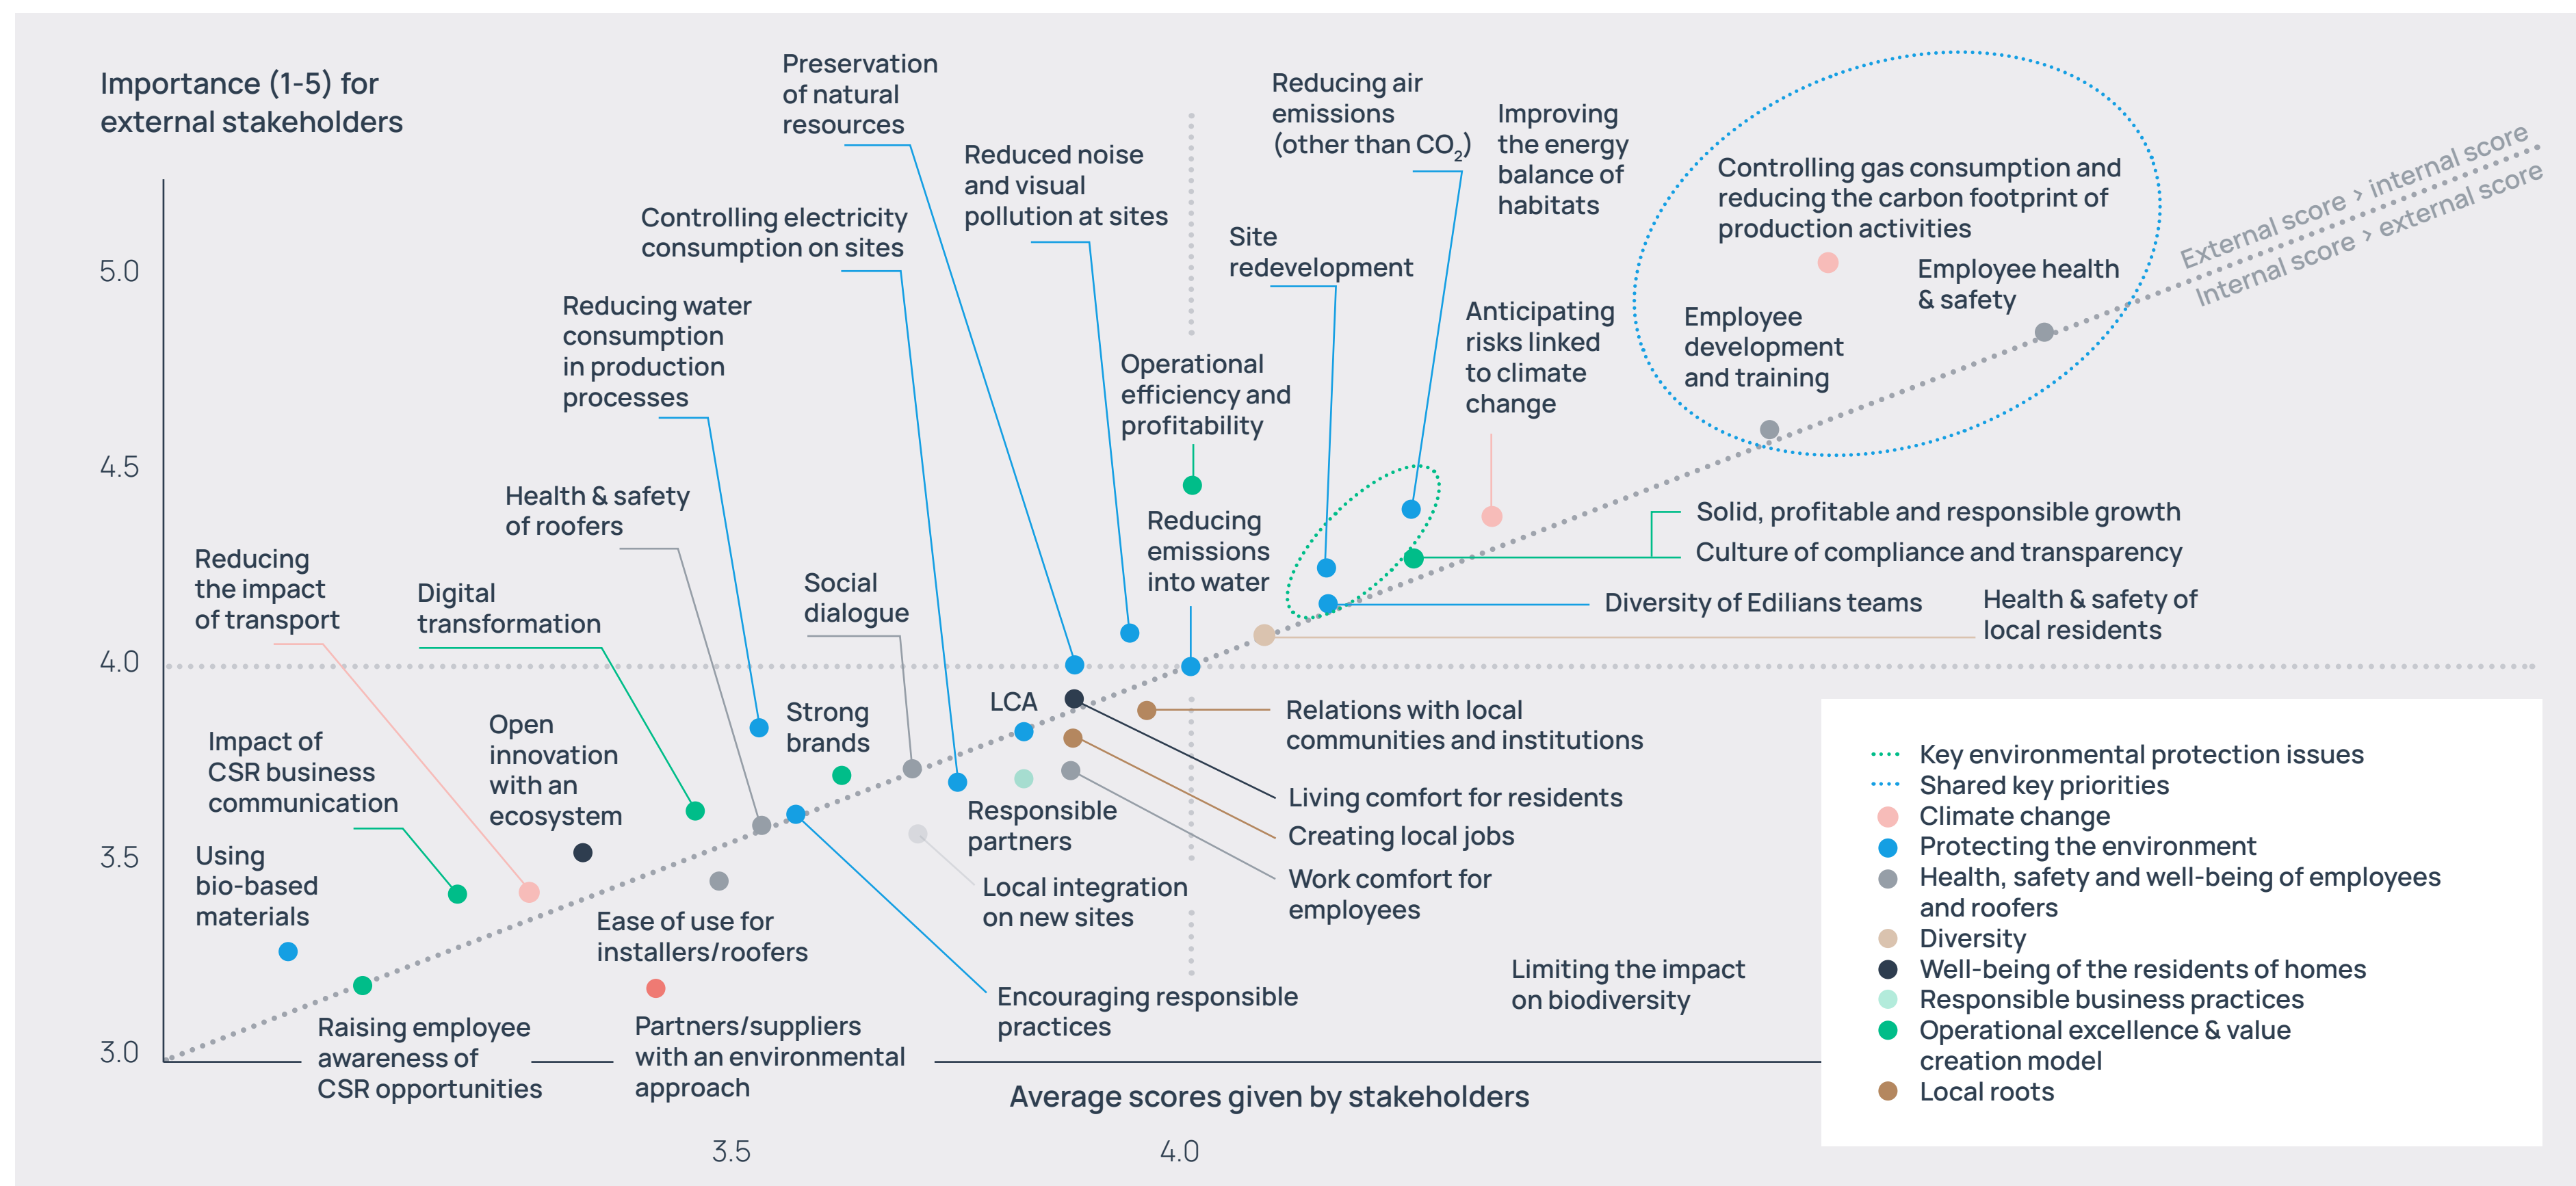 Importance (1-5) for
external stakeholders
Preservation
of natural
resources
Reduced noise
and visual
pollution at sites
Controlling electricity
consumption on sites
Reducing water
consumption
in production
processes
Reducing air
emissions
(other than CO₂)
Improving
the energy
balance of
habitats
Site
redevelopment
Controlling gas consumption and
reducing the carbon footprint of
production activities
Employee health
& safety
Employee
development
and training
External score › internal score
Internal score › external score
Anticipating
risks linked
to climate
change
Operational
efficiency and
profitability
Health & safety
of roofers
Reducing
emissions
into water
Solid, profitable and responsible growth
Culture of compliance and transparency
Diversity of Edilians teams
Health & safety of
local residents
Reducing
the impact
of transport
Digital
transformation
Social
dialogue
5.0
4.5
4.0
3.5
3.0
Impact of
CSR business
communication
Open
innovation
with an
ecosystem
Strong
brands
LCA
Relations with local
communities and institutions
Living comfort for residents
Creating local jobs
Work comfort for
employees
Responsible
partners
Local integration
on new sites
Using
bio-based
materials
Ease of use for
installers/roofers
Encouraging responsible
practices
Limiting the impact
on biodiversity
Raising employee
awareness of
CSR opportunities
Partners/suppliers
with an environmental
approach
Average scores given by stakeholders
3.5
4.0
Key environmental protection issues
Shared key priorities
Climate change
Protecting the environment
Health, safety and well-being of employees
and roofers
Diversity
Well-being of the residents of homes
Responsible business practices
Operational excellence & value
creation model
Local roots